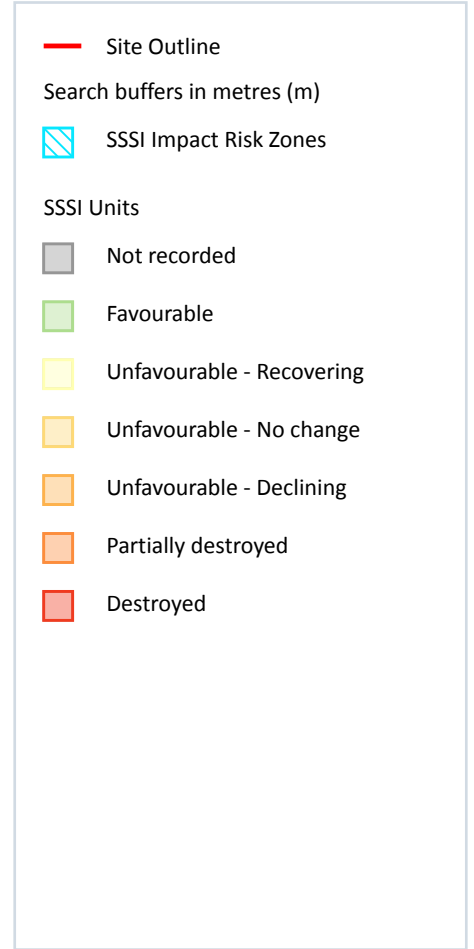 Site Outline
Search buffers in metres (m)
SSSI Impact Risk Zones
SSSI Units
Not recorded
Favourable
Unfavourable - Recovering
Unfavourable - No change
Unfavourable - Declining
Partially destroyed
Destroyed